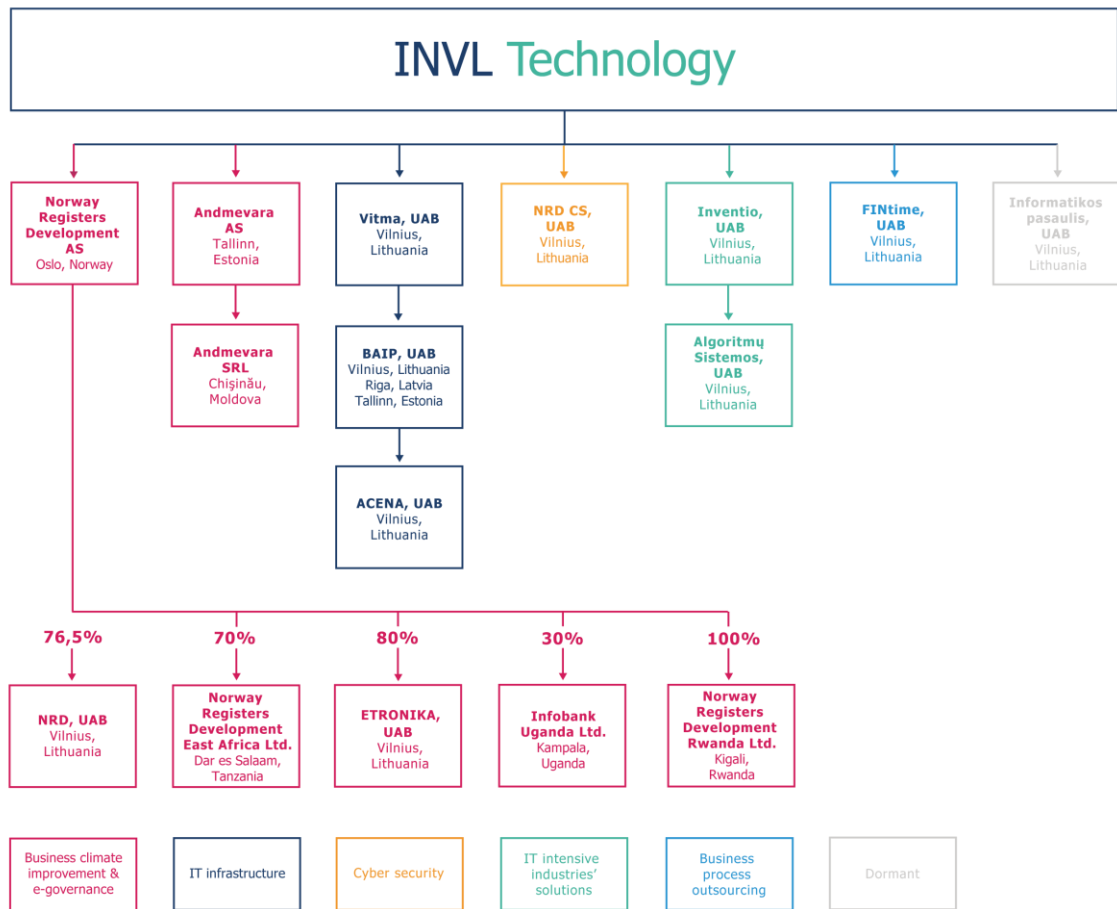 INVL Technology
Norway
Registers
Development
AS
Oslo, Norway
Andmevara
AS
Tallinn,
Estonia
Vitma, UAB
Vilnius,
Lithuania
NRD CS,
UAB
Vilnius,
Lithuania
Inventio,
UAB
Vilnius,
Lithuania
FINtime,
UAB
Vilnius,
Lithuania
Informatikos
pasaulis,
UAB
Vilnius,
Lithuania
Andmevara
SRL
Chişinău,
Moldova
BAIP, UAB
Vilnius, Lithuania
Riga, Latvia
Tallinn, Estonia
Algoritmų
Sistemos,
UAB
Vilnius,
Lithuania
ACENA, UAB
Vilnius,
Lithuania
76,5%
70%
80%
30%
100%
NRD, UAB
Vilnius,
Lithuania
Norway
Registers
Development
East Africa Ltd.
Dar es Salaam,
Tanzania
ETRONIKA,
UAB
Vilnius,
Lithuania
Infobank
Uganda Ltd.
Kampala,
Uganda
Norway
Registers
Development
Rwanda Ltd.
Kigali,
Rwanda
Business climate
improvement &
e-governance
IT infrastructure
Cyber security
IT intensive
industries’
solutions
Business
process
outsourcing
Dormant